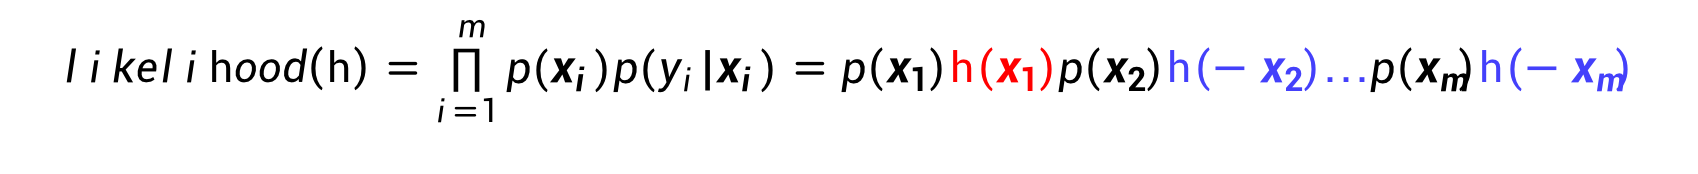 likelihood(h) = ∏_{i=1}^{m} p(x_i)p(y_i|x_i) = p(x_1)h(x_1)p(x_2)h(− x_2)…p(x_m)h(− x_m)